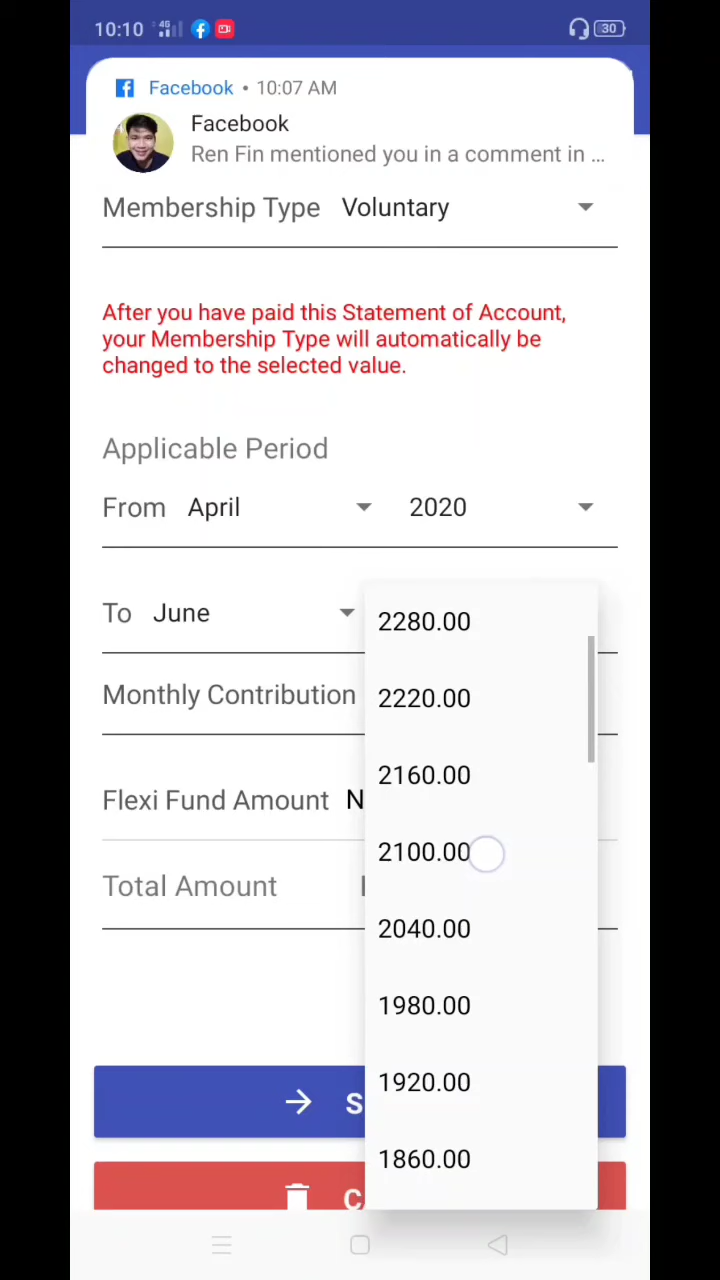 10:10 4G 30
Facebook • 10:07 AM
Facebook
Ren Fin mentioned you in a comment in ...
Membership Type Voluntary
After you have paid this Statement of Account,
your Membership Type will automatically be
changed to the selected value.
Applicable Period
From April 2020
To June
2280.00
Monthly Contribution
2220.00
2160.00
Flexi Fund Amount N
2100.00
Total Amount
2040.00
1980.00
1920.00
S
1860.00
C